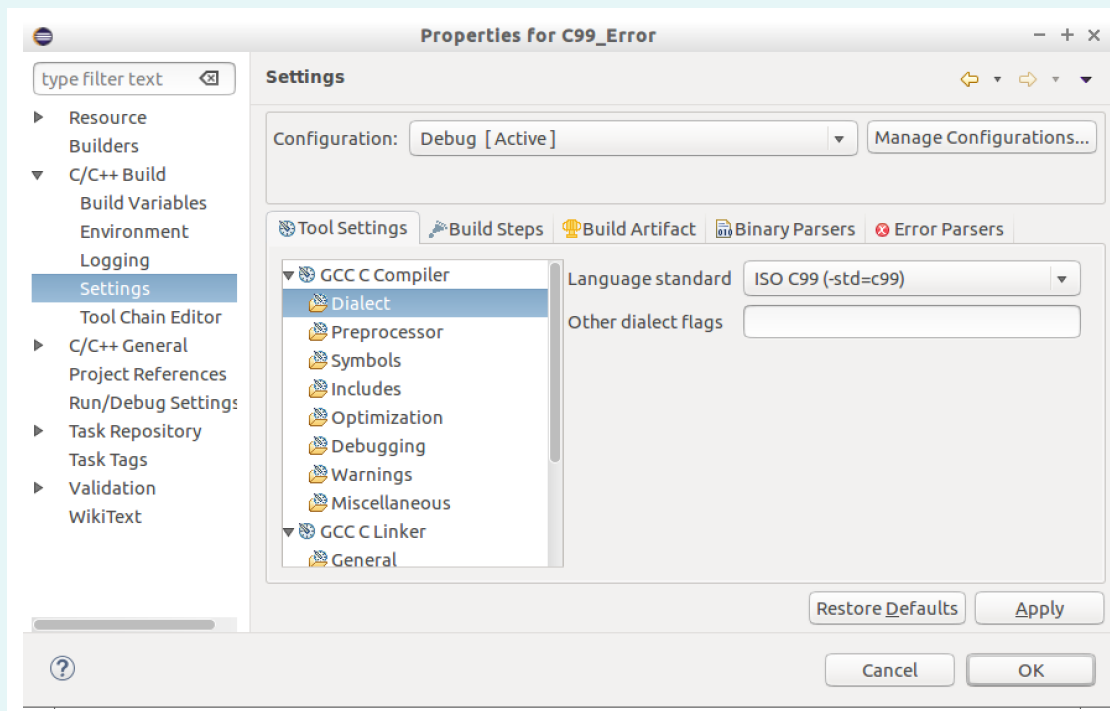 Properties for C99_Error
type filter text
Resource
Builders
C/C++ Build
Build Variables
Environment
Logging
Settings
Tool Chain Editor
C/C++ General
Project References
Run/Debug Settings
Task Repository
Task Tags
Validation
WikiText
Settings
Configuration: Debug [Active] Manage Configurations...
Tool Settings Build Steps Build Artifact Binary Parsers Error Parsers
GCC C Compiler
Dialect
Preprocessor
Symbols
Includes
Optimization
Debugging
Warnings
Miscellaneous
GCC C Linker
General
Language standard ISO C99 (-std=c99)
Other dialect flags
Restore Defaults Apply
Cancel OK